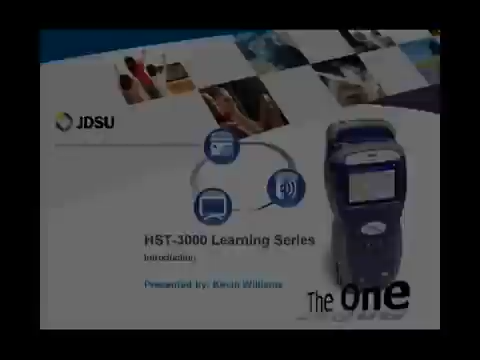 JDSU
HST-3000 Learning Series
Introduction
Presented by: Kevin Williams
The One